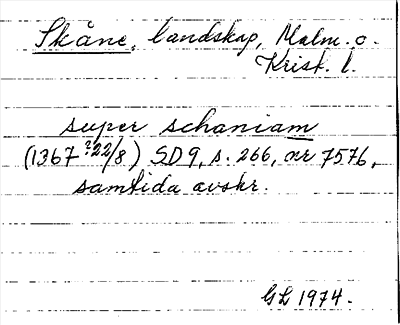 Skåne, landskap, Malm. o.
Krist. l.
super schaniam
(1367 ?22/8) SD 9, s. 266, nr 7576,
samtida avskr.
GL 1974.